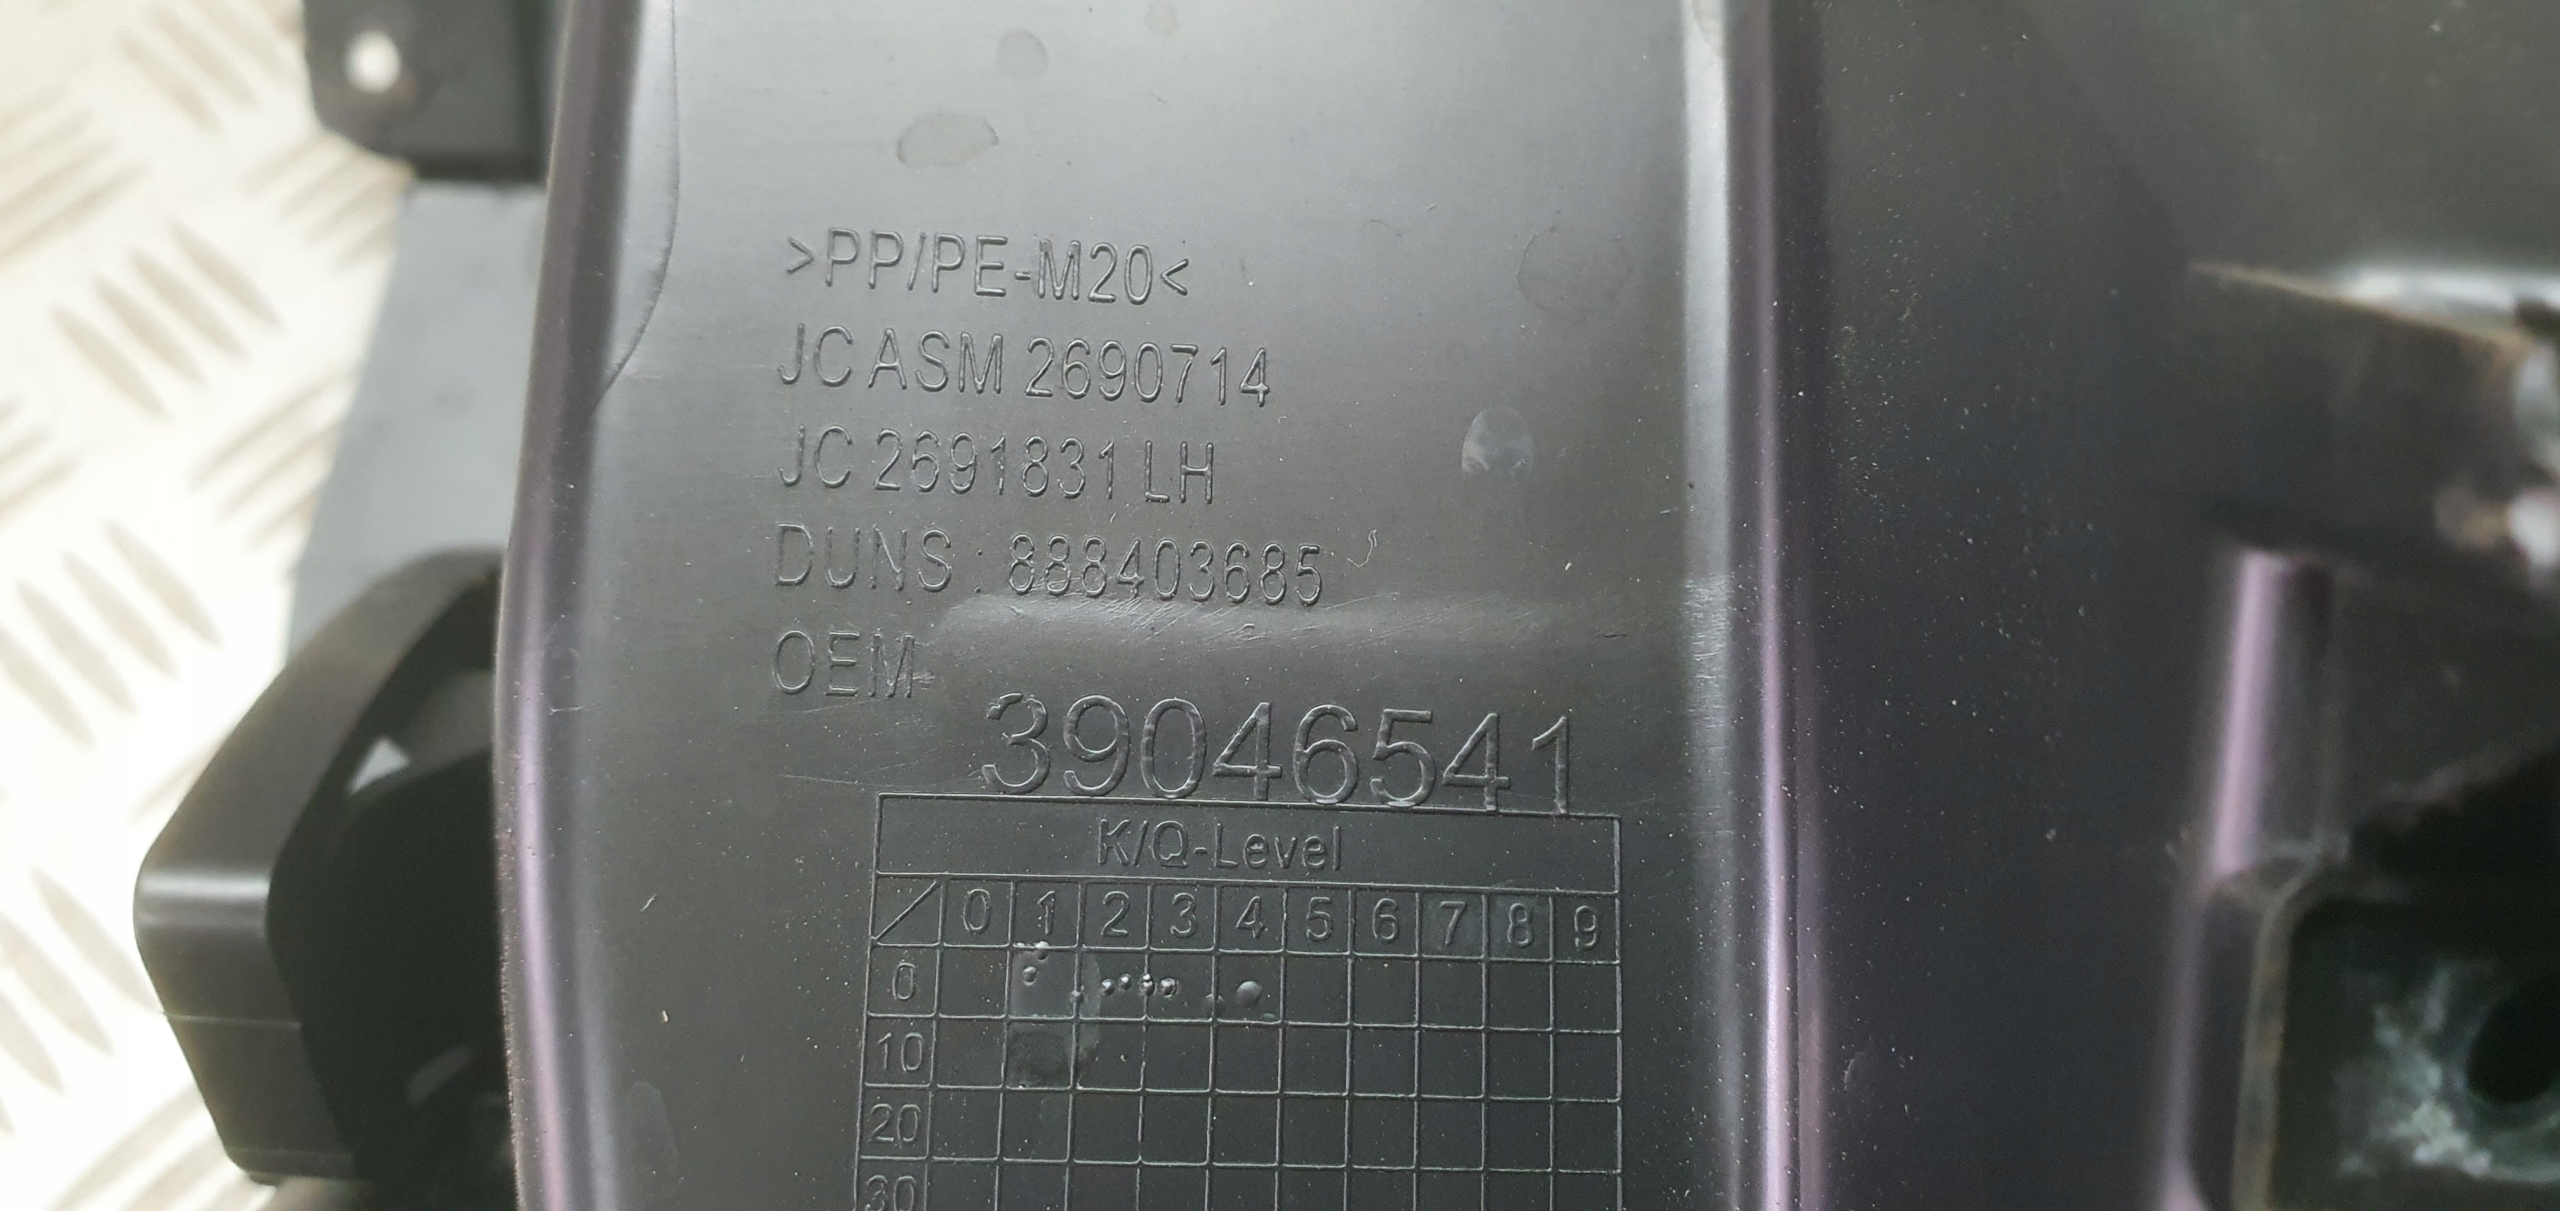 >PP/PE-M20<
JC ASM 2690714
JC 2691831 LH
DUNS : 888403685
OEM
39046541
K/Q-Level
0 1 2 3 4 5 6 7 8 9
0
10
20
30